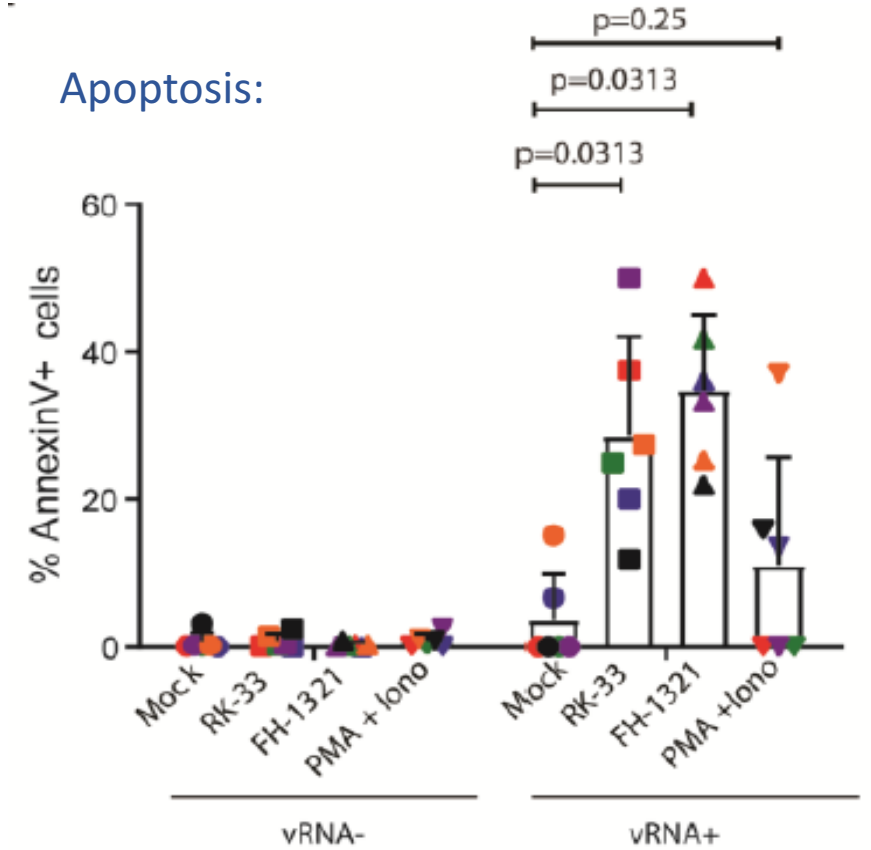 p=0.25
Apoptosis:
p=0.0313
p=0.0313
% AnnexinV+ cells
60
40
20
0
Mock
RK-33
FH-1321
PMA + Iono
Mock
RK-33
FH-1321
PMA +Iono
vRNA-
vRNA+